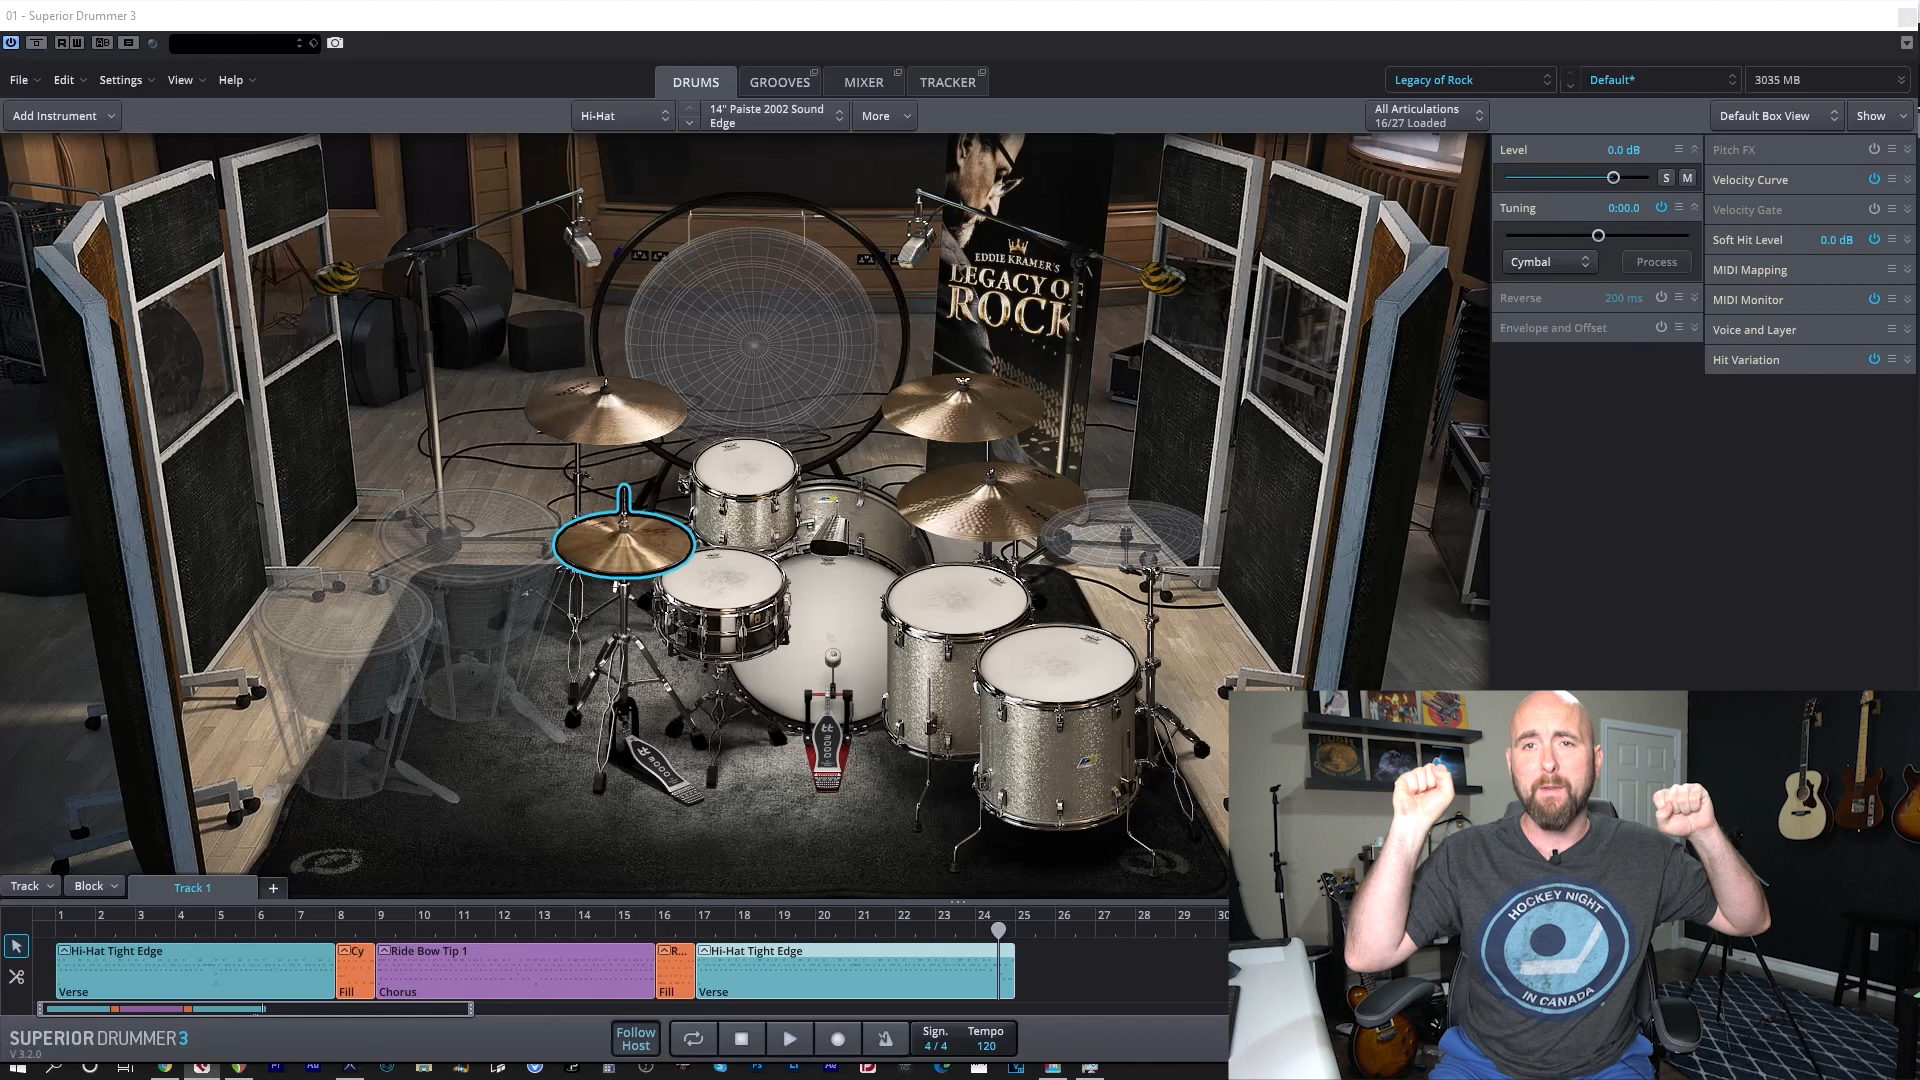 01 - Superior Drummer 3
R W AB
File Edit Settings View Help
DRUMS GROOVES MIXER TRACKER
Legacy of Rock Default* 3035 MB
Add Instrument Hi-Hat 14" Paiste 2002 Sound Edge More
All Articulations
16/27 Loaded
Default Box View Show
Level 0.0 dB
S M
Tuning 0:00.0
Cymbal Process
Reverse 200 ms
Envelope and Offset
Pitch FX
Velocity Curve
Velocity Gate
Soft Hit Level 0.0 dB
MIDI Mapping
MIDI Monitor
Voice and Layer
Hit Variation
EDDIE KRAMER'S
LEGACY OF
ROCK
3000
3000
Track Block Track 1 +
1 2 3 4 5 6 7 8 9 10 11 12 13 14 15 16 17 18 19 20 21 22 23 24 25 26 27 28 29 30
Hi-Hat Tight Edge Cy Ride Bow Tip 1 R... Hi-Hat Tight Edge
Verse Fill Chorus Fill Verse
SUPERIOR DRUMMER 3
V 3.2.0
Follow
Host
Sign. Tempo
4 / 4 120
RUSH
HOCKEY NIGHT
IN CANADA